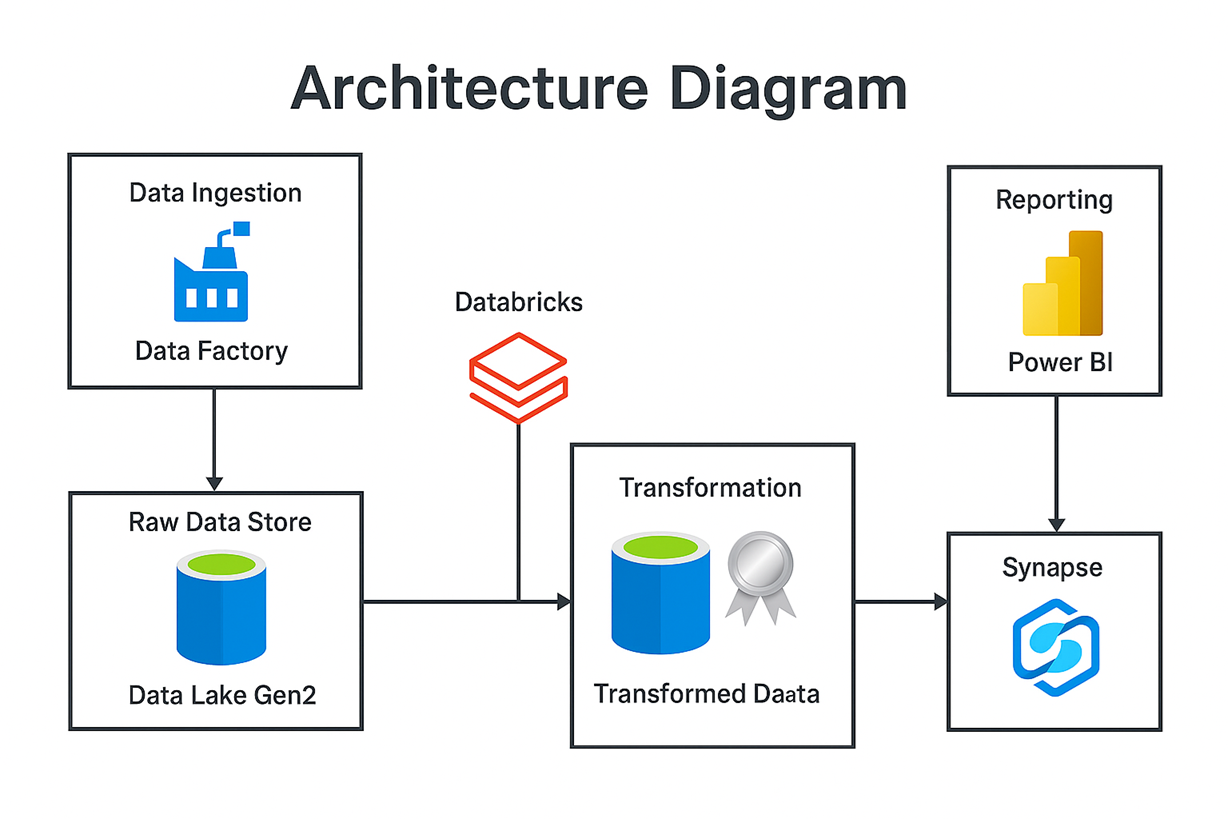 Architecture Diagram
Data Ingestion
Data Factory
Raw Data Store
Data Lake Gen2
Databricks
Transformation
Transformed Daata
Reporting
Power BI
Synapse